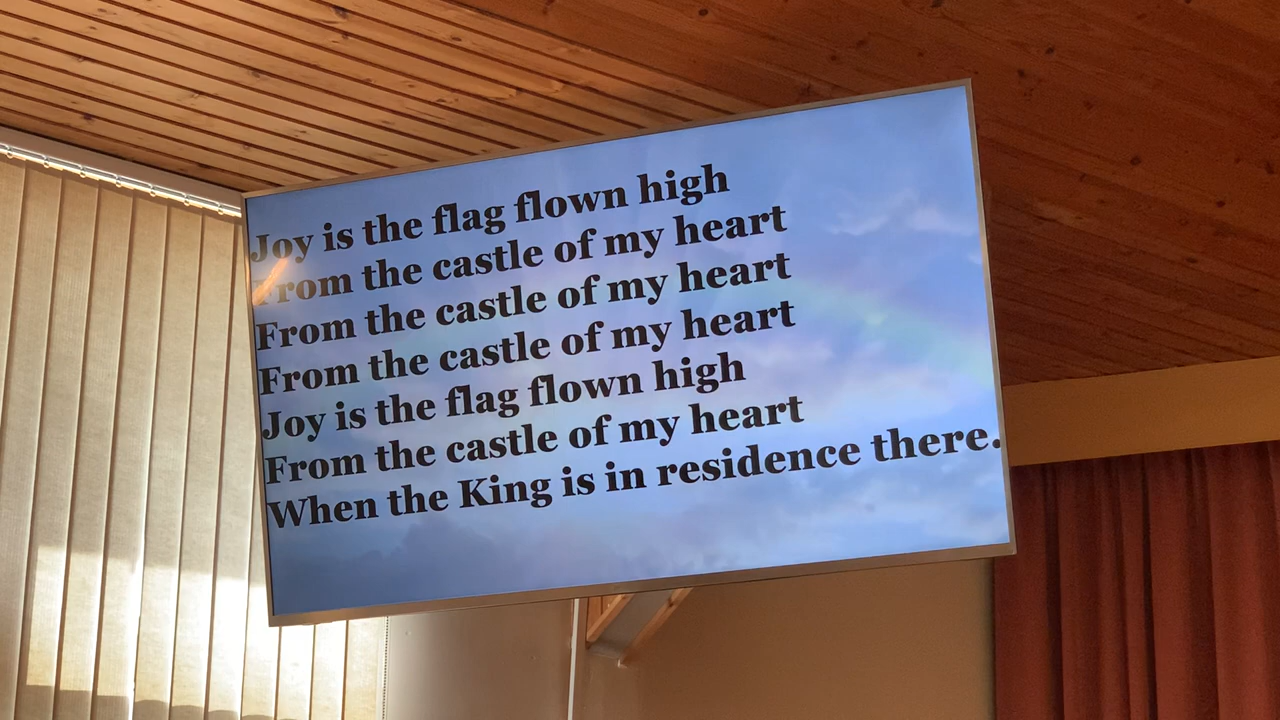 Joy is the flag flown high
From the castle of my heart
From the castle of my heart
From the castle of my heart
Joy is the flag flown high
From the castle of my heart
When the King is in residence there.